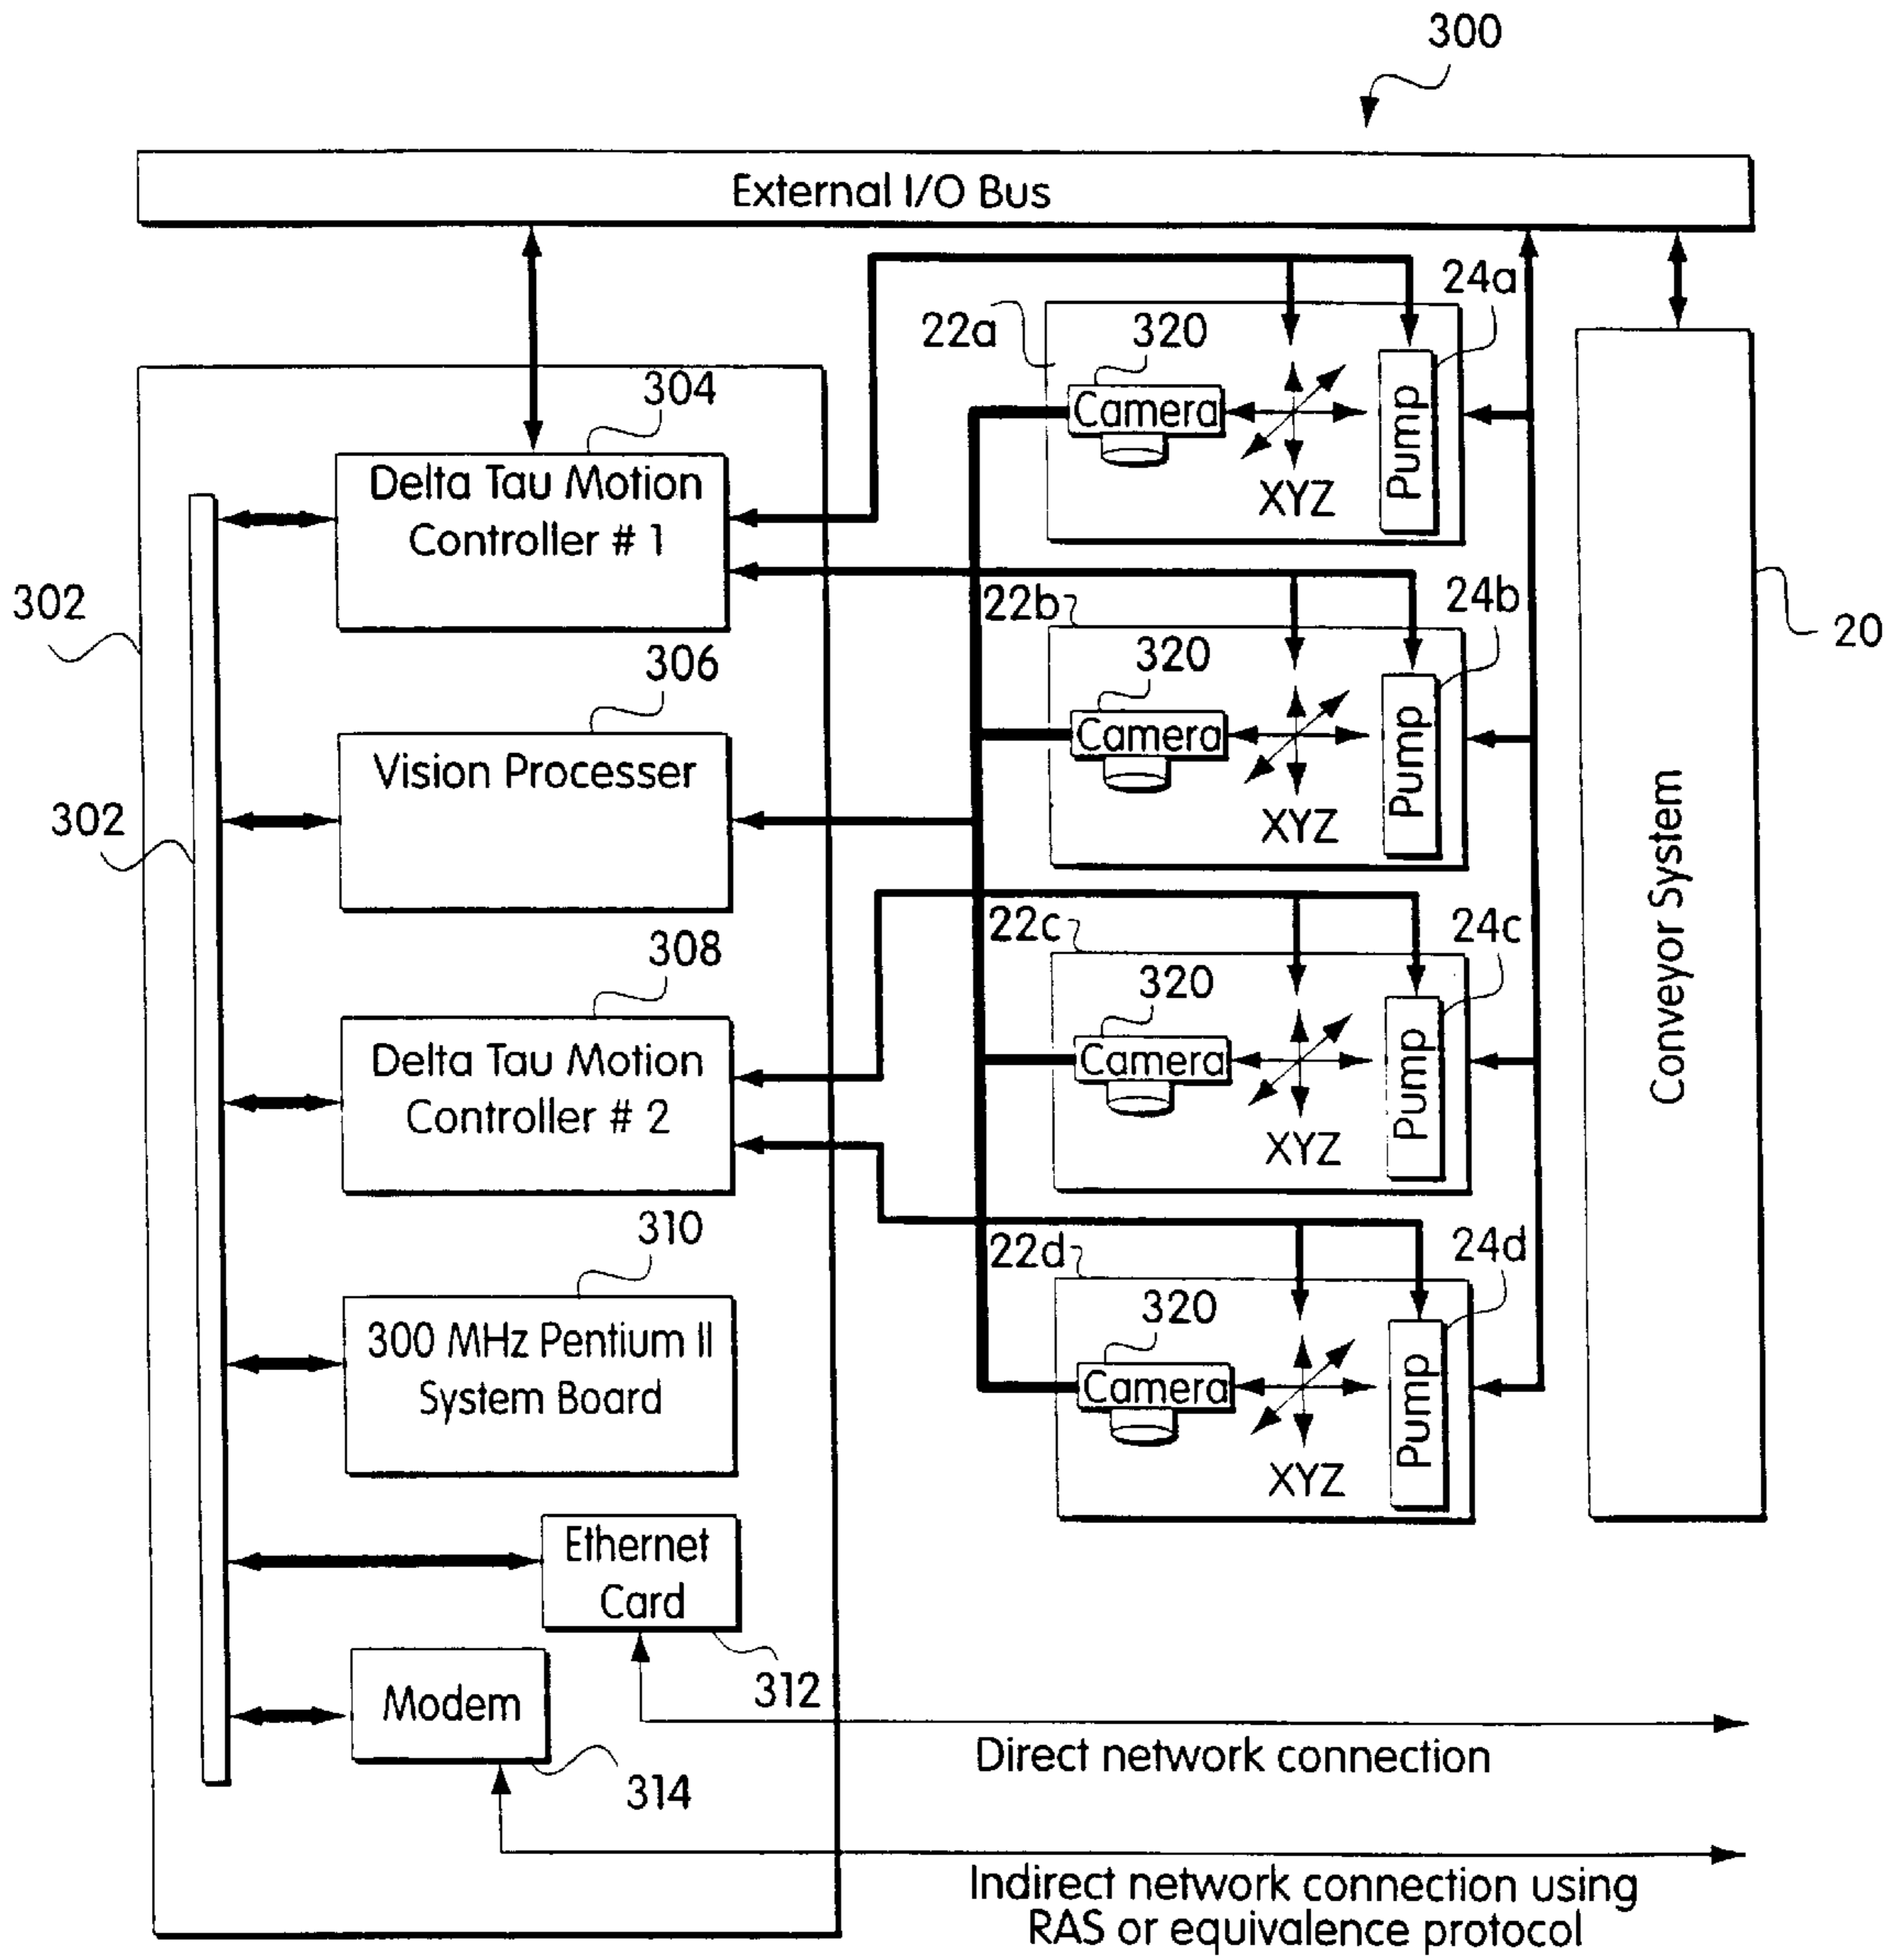 300
External I/O Bus
304
Delta Tau Motion
Controller # 1
302
306
Vision Processer
302
308
Delta Tau Motion
Controller # 2
310
300 MHz Pentium II
System Board
Ethernet
Card
312
Modem
314
22a
320
Camera
XYZ
Pump
24a
22b
320
Camera
XYZ
Pump
24b
22c
320
Camera
XYZ
Pump
24c
22d
320
Camera
XYZ
Pump
24d
Conveyor System
20
Direct network connection
Indirect network connection using
RAS or equivalence protocol